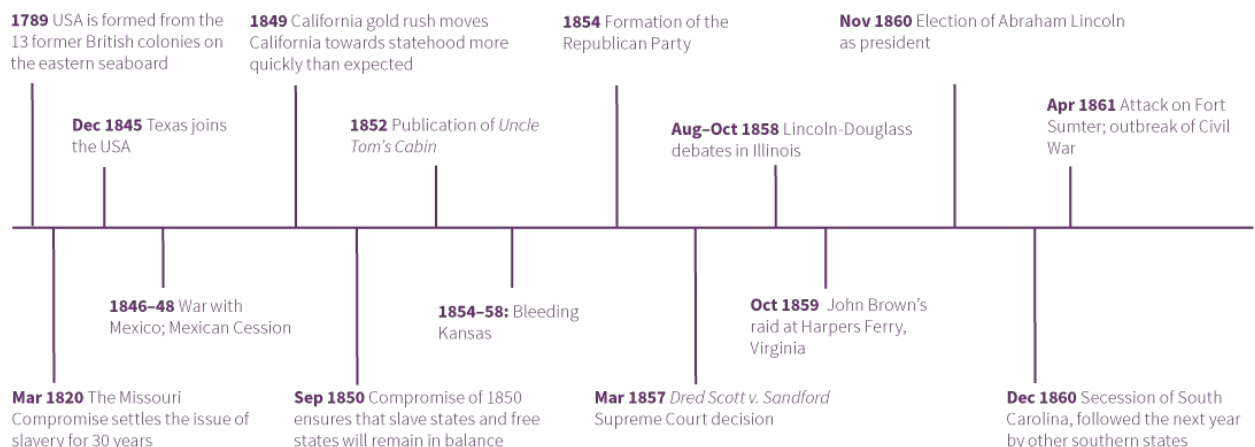 1789 USA is formed from the
13 former British colonies on
the eastern seaboard
1849 California gold rush moves
California towards statehood more
quickly than expected
1854 Formation of the
Republican Party
Nov 1860 Election of Abraham Lincoln
as president
Dec 1845 Texas joins
the USA
1852 Publication of Uncle
Tom's Cabin
Aug–Oct 1858 Lincoln-Douglass
debates in Illinois
Apr 1861 Attack on Fort
Sumter; outbreak of Civil
War
1846–48 War with
Mexico; Mexican Cession
1854–58: Bleeding
Kansas
Oct 1859 John Brown's
raid at Harpers Ferry,
Virginia
Mar 1820 The Missouri
Compromise settles the issue of
slavery for 30 years
Sep 1850 Compromise of 1850
ensures that slave states and free
states will remain in balance
Mar 1857 Dred Scott v. Sandford
Supreme Court decision
Dec 1860 Secession of South
Carolina, followed the next year
by other southern states